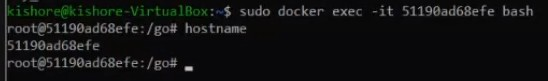 kishore@kishore-VirtualBox:~$ sudo docker exec -it 51190ad68efe bash
root@51190ad68efe:/go# hostname
51190ad68efe
root@51190ad68efe:/go#